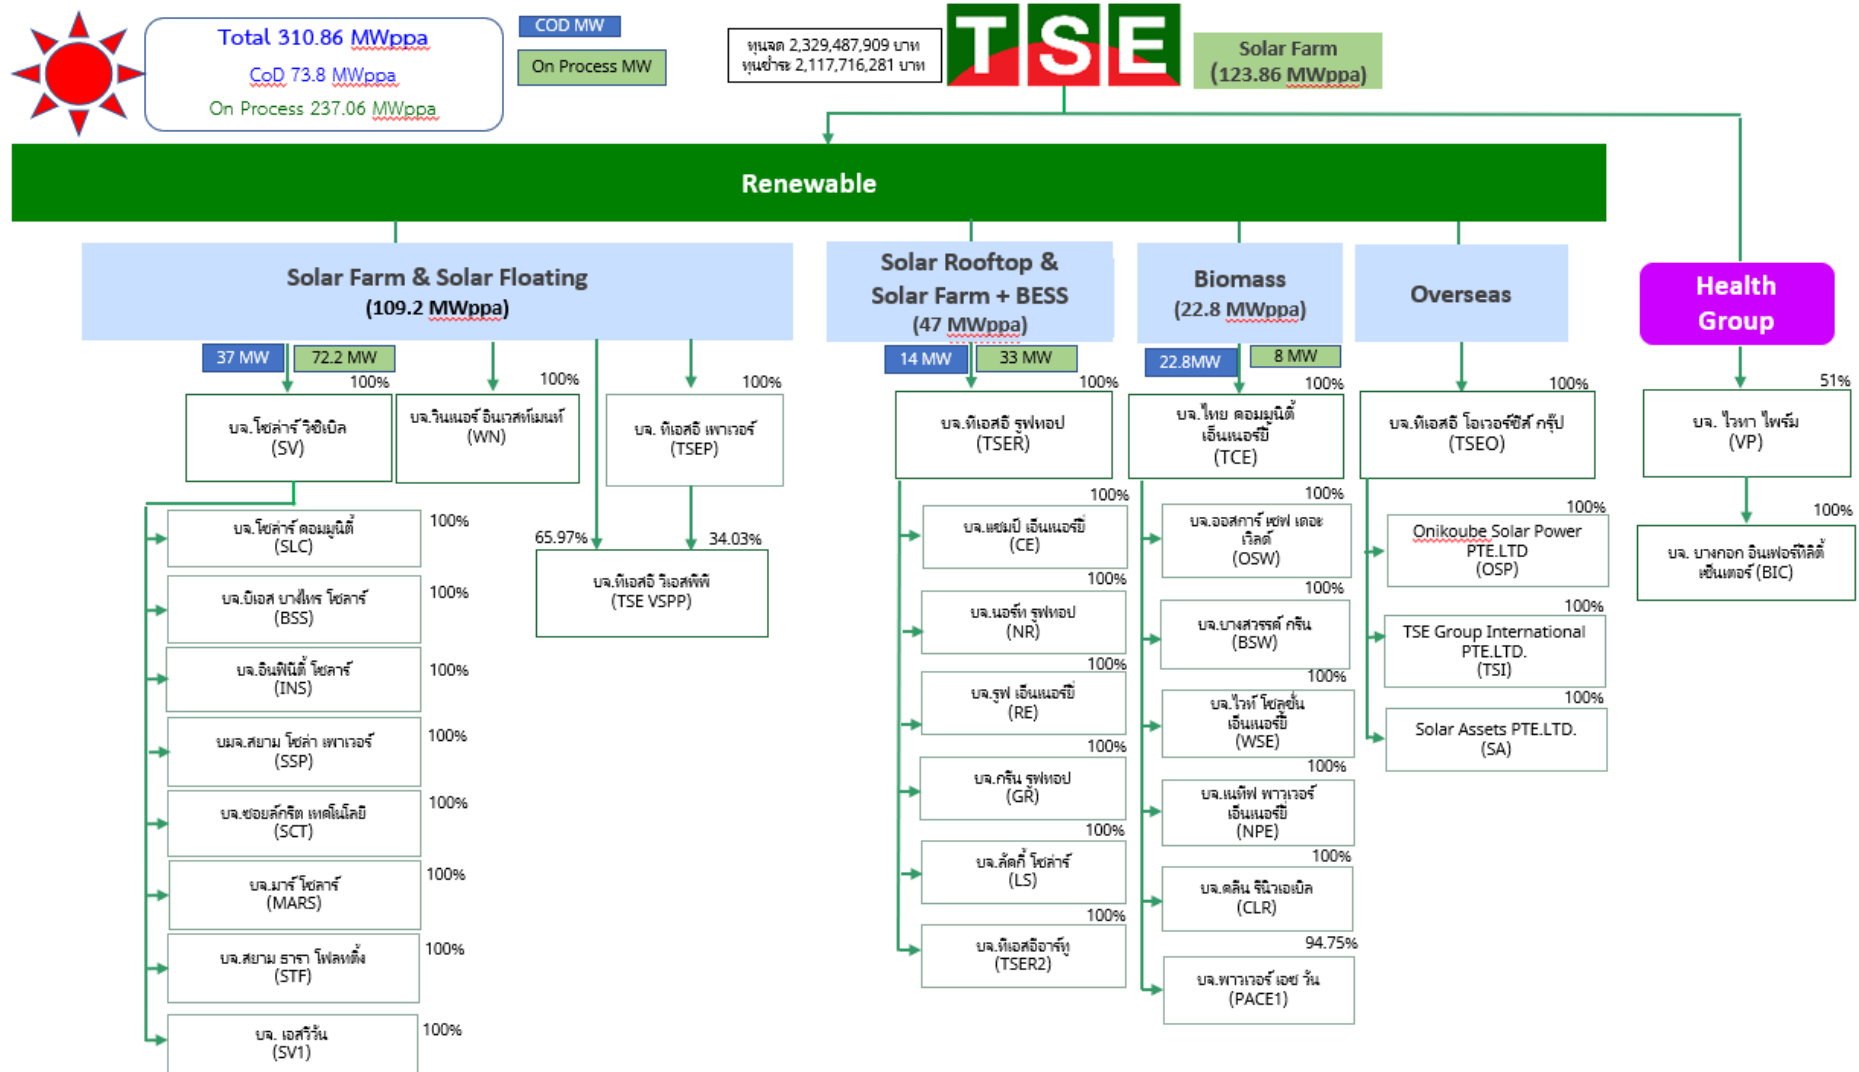 Total 310.86 MWppa
CoD 73.8 MWppa
On Process 237.06 MWppa
COD MW
On Process MW
ทุนจด 2,329,487,909 บาท
ทุนชำระ 2,117,716,281 บาท
TSE
Solar Farm
(123.86 MWppa)
Renewable
Solar Farm & Solar Floating
(109.2 MWppa)
37 MW
72.2 MW
100%
บจ.โซล่าร์ วิซิเบิล
(SV)
100%
บจ.วินเนอร์ อินเวสท์เมนท์
(WN)
100%
บจ. ทีเอสอี เพาเวอร์
(TSEP)
65.97%
34.03%
บจ.ทีเอสอี วีเอสพีพี
(TSE VSPP)
บจ.โซล่าร์ คอมมูนิตี้
(SLC)
100%
บจ.บีเอส บางไทร โซลาร์
(BSS)
100%
บจ.อินฟินิตี้ โซลาร์
(INS)
100%
บมจ.สยาม โซล่า เพาเวอร์
(SSP)
100%
บจ.ซอยล์กรีต เทคโนโลยี
(SCT)
100%
บจ.มาร์ โซลาร์
(MARS)
100%
บจ.สยาม ธารา โฟลทติ้ง
(STF)
100%
บจ. เอสวีวัน
(SV1)
100%
Solar Rooftop &
Solar Farm + BESS
(47 MWppa)
14 MW
33 MW
100%
บจ.ทีเอสอี รูฟทอป
(TSER)
100%
บจ.แชมป์ เอ็นเนอร์ยี่
(CE)
100%
บจ.นอร์ท รูฟทอป
(NR)
100%
บจ.รูฟ เอ็นเนอร์ยี่
(RE)
100%
บจ.กรีน รูฟทอป
(GR)
100%
บจ.ลัคกี้ โซล่าร์
(LS)
100%
บจ.ทีเอสอีอาร์ทู
(TSER2)
Biomass
(22.8 MWppa)
22.8MW
8 MW
100%
บจ.ไทย คอมมูนิตี้
เอ็นเนอร์ยี่
(TCE)
100%
บจ.ออสการ์ เซฟ เดอะ
เวิลด์
(OSW)
100%
บจ.บางสวรรค์ กรีน
(BSW)
100%
บจ.ไวท์ โซลูชั่น
เอ็นเนอร์ยี่
(WSE)
100%
บจ.เนทีฟ พาวเวอร์
เอ็นเนอร์ยี่
(NPE)
100%
บจ.คลีน รีนิวเอเบิล
(CLR)
94.75%
บจ.พาวเวอร์ เอซ วัน
(PACE1)
Overseas
100%
บจ.ทีเอสอี โอเวอร์ซีส์ กรุ๊ป
(TSEO)
100%
Onikoube Solar Power
PTE.LTD
(OSP)
100%
TSE Group International
PTE.LTD.
(TSI)
100%
Solar Assets PTE.LTD.
(SA)
Health
Group
51%
บจ. ไวทา ไพร์ม
(VP)
100%
บจ. บางกอก อินเฟอร์ทิลิตี้
เซ็นเตอร์ (BIC)